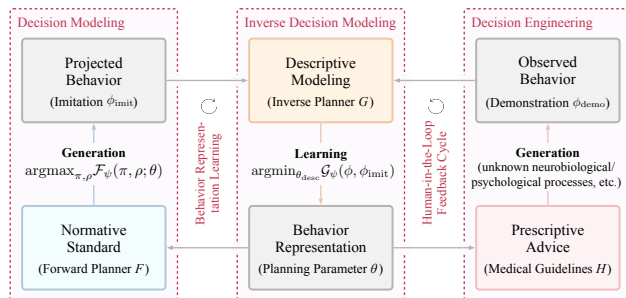 Decision Modeling
Inverse Decision Modeling
Decision Engineering
Projected
Behavior
(Imitation ϕ_imit)
Descriptive
Modeling
(Inverse Planner G)
Observed
Behavior
(Demonstration ϕ_demo)
Behavior Represen-
tation Learning
Human-in-the-Loop
Feedback Cycle
Generation
argmax_{π,ρ} F_ψ(π, ρ; θ)
Learning
argmin_{θ_desc} G_ψ(ϕ, ϕ_imit)
Generation
(unknown neurobiological/
psychological processes, etc.)
Normative
Standard
(Forward Planner F)
Behavior
Representation
(Planning Parameter θ)
Prescriptive
Advice
(Medical Guidelines H)